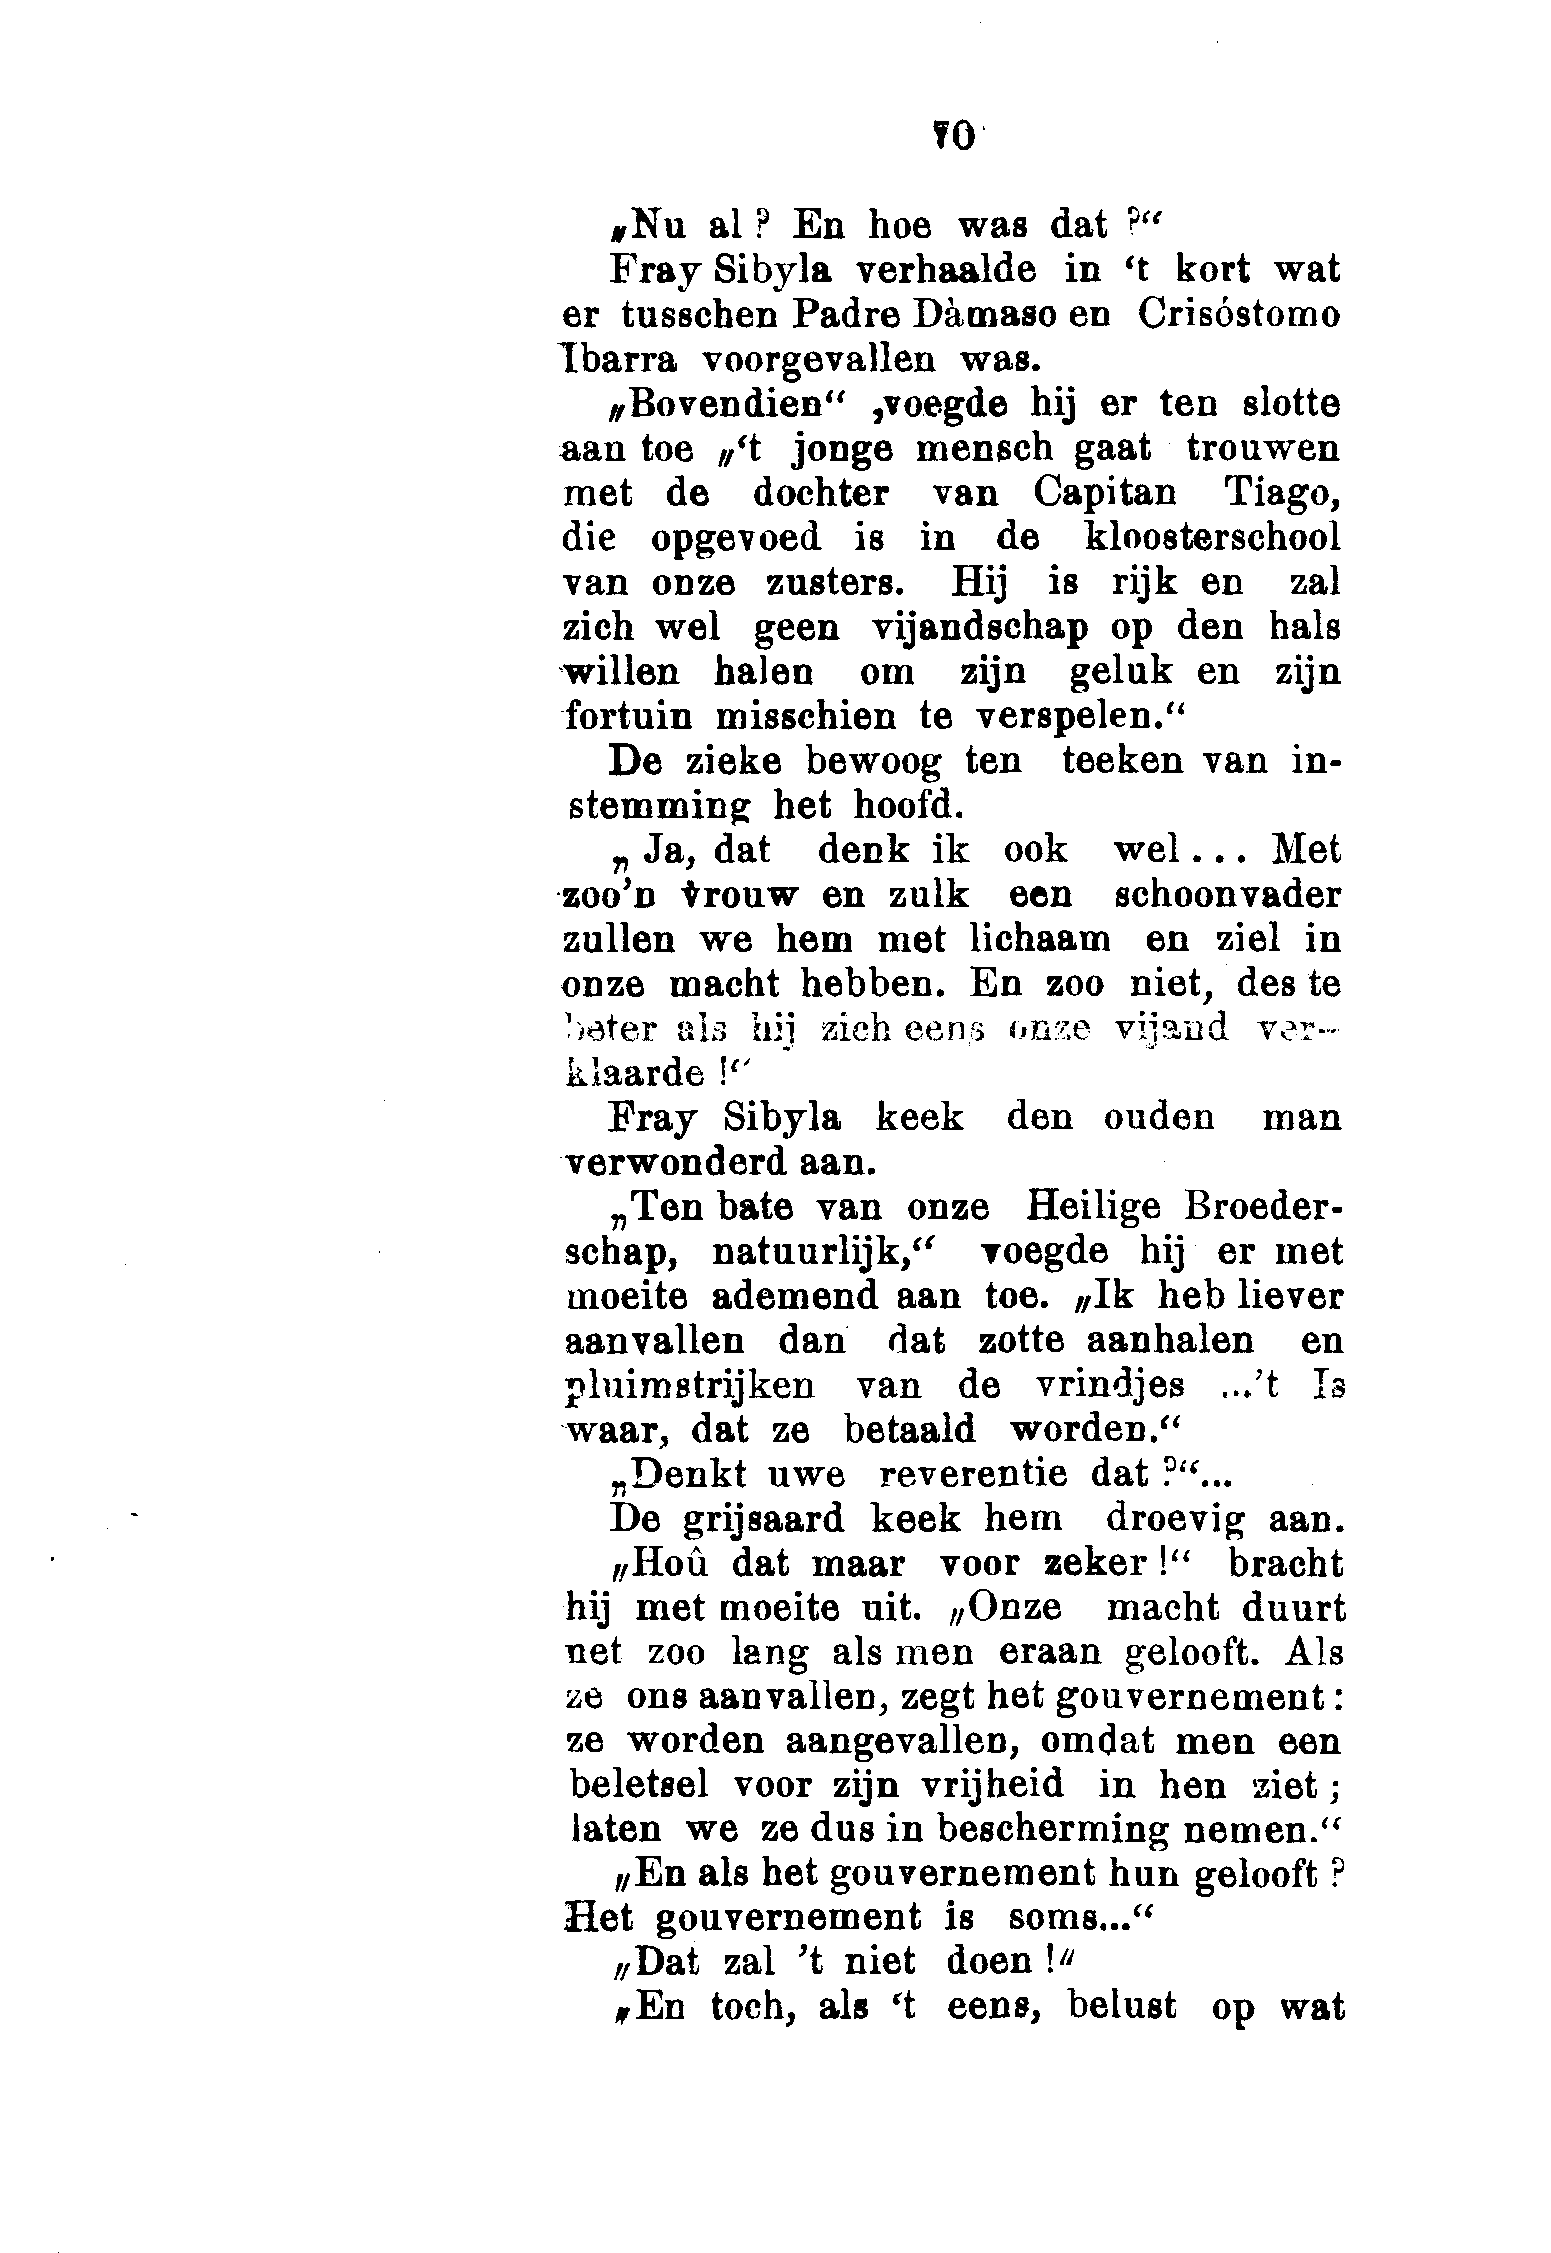 70
„Nu al? En hoe was dat?“
Fray Sibyla verhaalde in ‘t kort wat
er tusschen Padre Dàmaso en Crisóstomo
Ibarra voorgevallen was.
„Bovendien“ ,voegde hij er ten slotte
aan toe „‘t jonge mensch gaat trouwen
met de dochter van Capitan Tiago,
die opgevoed is in de kloosterschool
van onze zusters. Hij is rijk en zal
zich wel geen vijandschap op den hals
willen halen om zijn geluk en zijn
fortuin misschien te verspelen.“
De zieke bewoog ten teeken van in-
stemming het hoofd.
„Ja, dat denk ik ook wel... Met
zoo’n vrouw en zulk een schoonvader
zullen we hem met lichaam en ziel in
onze macht hebben. En zoo niet, des te
beter als hij zich eens onze vijand ver-
klaarde!“
Fray Sibyla keek den ouden man
verwonderd aan.
„Ten bate van onze Heilige Broeder-
schap, natuurlijk,“ voegde hij er met
moeite ademend aan toe. „Ik heb liever
aanvallen dan dat zotte aanhalen en
pluimstrijken van de vrindjes ...’t Is
waar, dat ze betaald worden.“
„Denkt uwe reverentie dat?“...
De grijsaard keek hem droevig aan.
„Hoû dat maar voor zeker!“ bracht
hij met moeite uit. „Onze macht duurt
net zoo lang als men eraan gelooft. Als
ze ons aanvallen, zegt het gouvernement:
ze worden aangevallen, omdat men een
beletsel voor zijn vrijheid in hen ziet;
laten we ze dus in bescherming nemen.“
„En als het gouvernement hun gelooft?
Het gouvernement is soms...“
„Dat zal ’t niet doen!“
„En toch, als ‘t eens, belust op wat